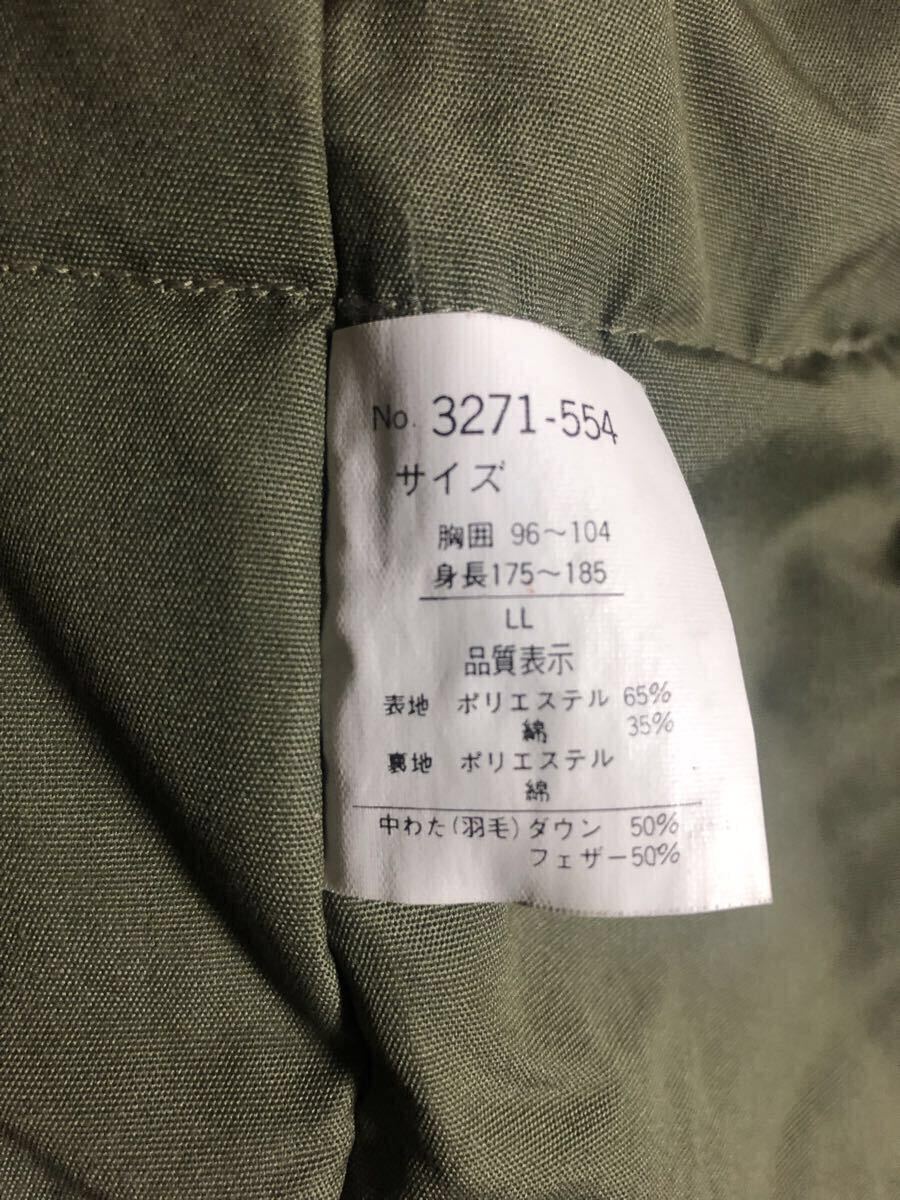 No. 3271-554
サイズ
胸囲 96〜104
身長175〜185
LL
品質表示
表地 ポリエステル 65%
綿 35%
裏地 ポリエステル
綿
中わた(羽毛)ダウン 50%
フェザー50%